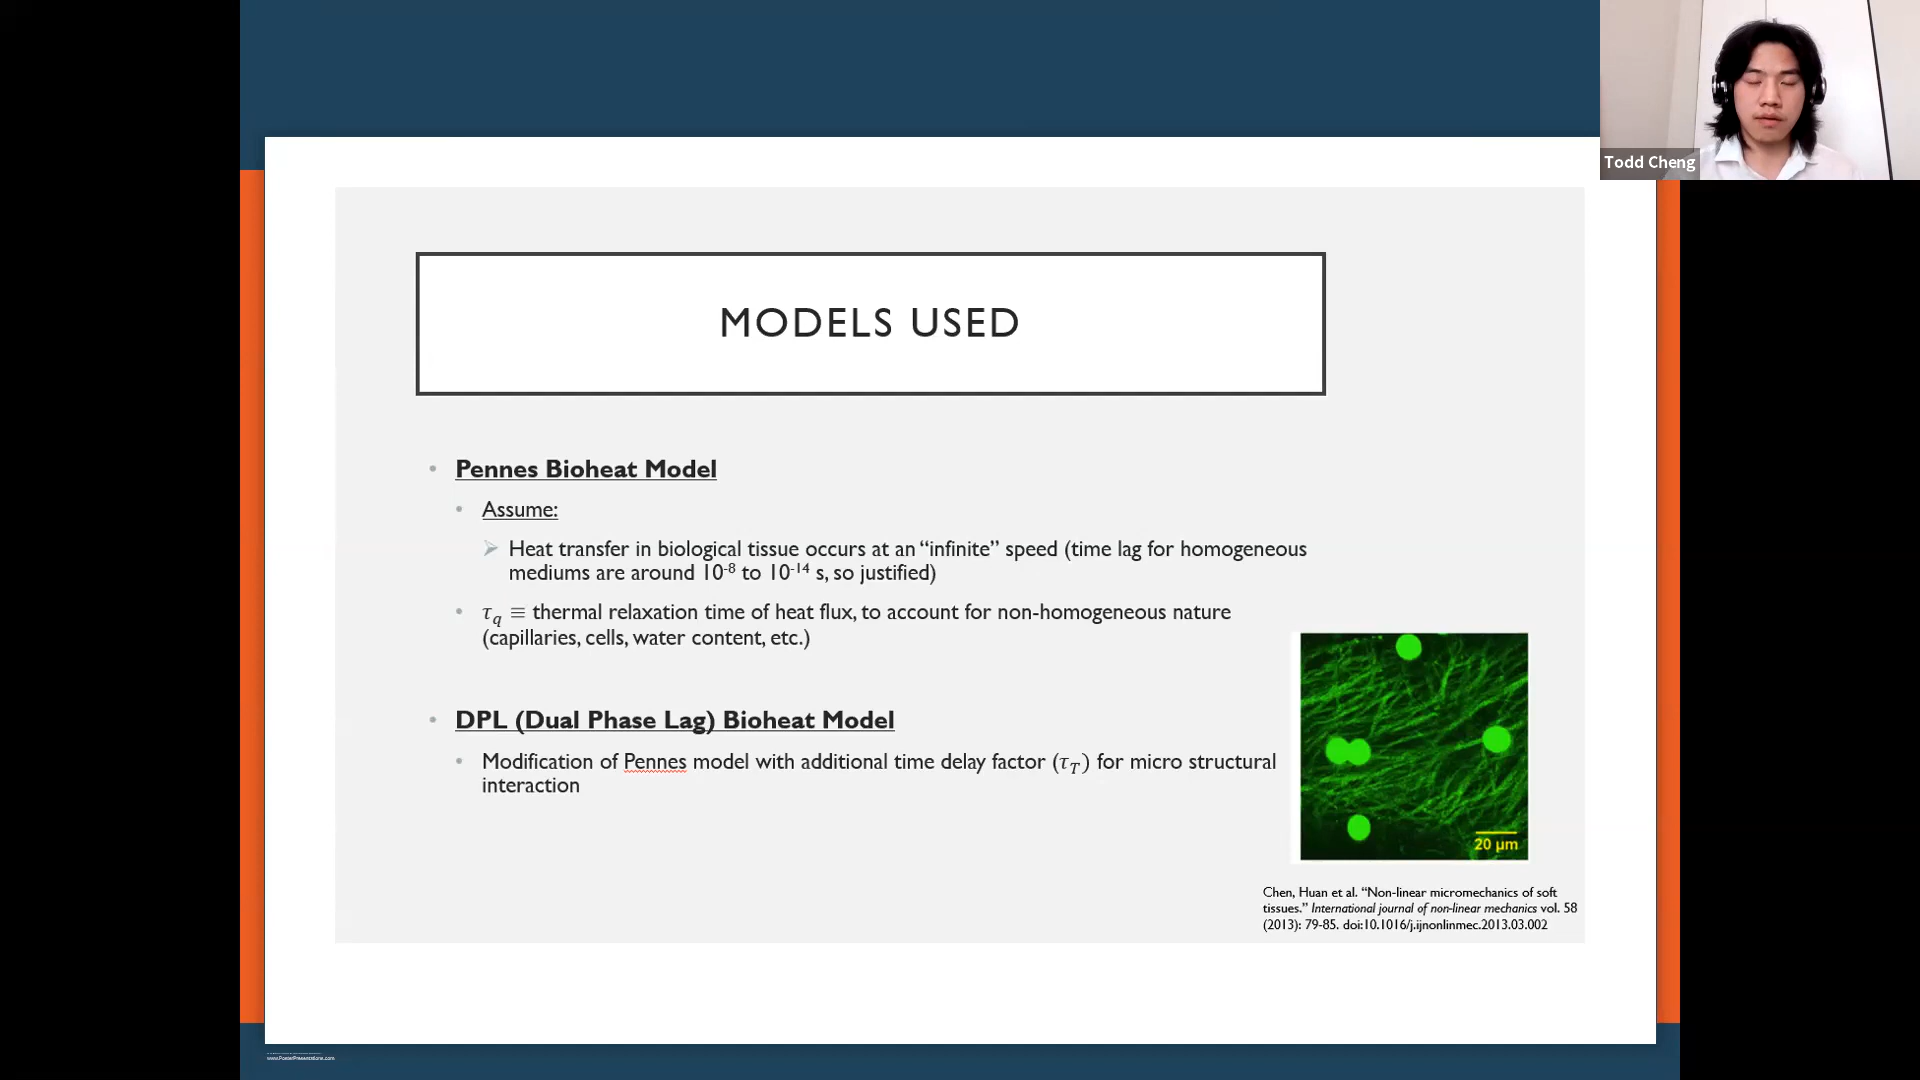 Todd Cheng
MODELS USED
• Pennes Bioheat Model
• Assume:
➢ Heat transfer in biological tissue occurs at an “infinite” speed (time lag for homogeneous
mediums are around 10⁻⁸ to 10⁻¹⁴ s, so justified)
• τ_q ≡ thermal relaxation time of heat flux, to account for non-homogeneous nature
(capillaries, cells, water content, etc.)
• DPL (Dual Phase Lag) Bioheat Model
• Modification of Pennes model with additional time delay factor (τ_T) for micro structural
interaction
20 µm
Chen, Huan et al. “Non-linear micromechanics of soft
tissues.” International journal of non-linear mechanics vol. 58
(2013): 79-85. doi:10.1016/j.ijnonlinmec.2013.03.002
www.PosterPresentations.com